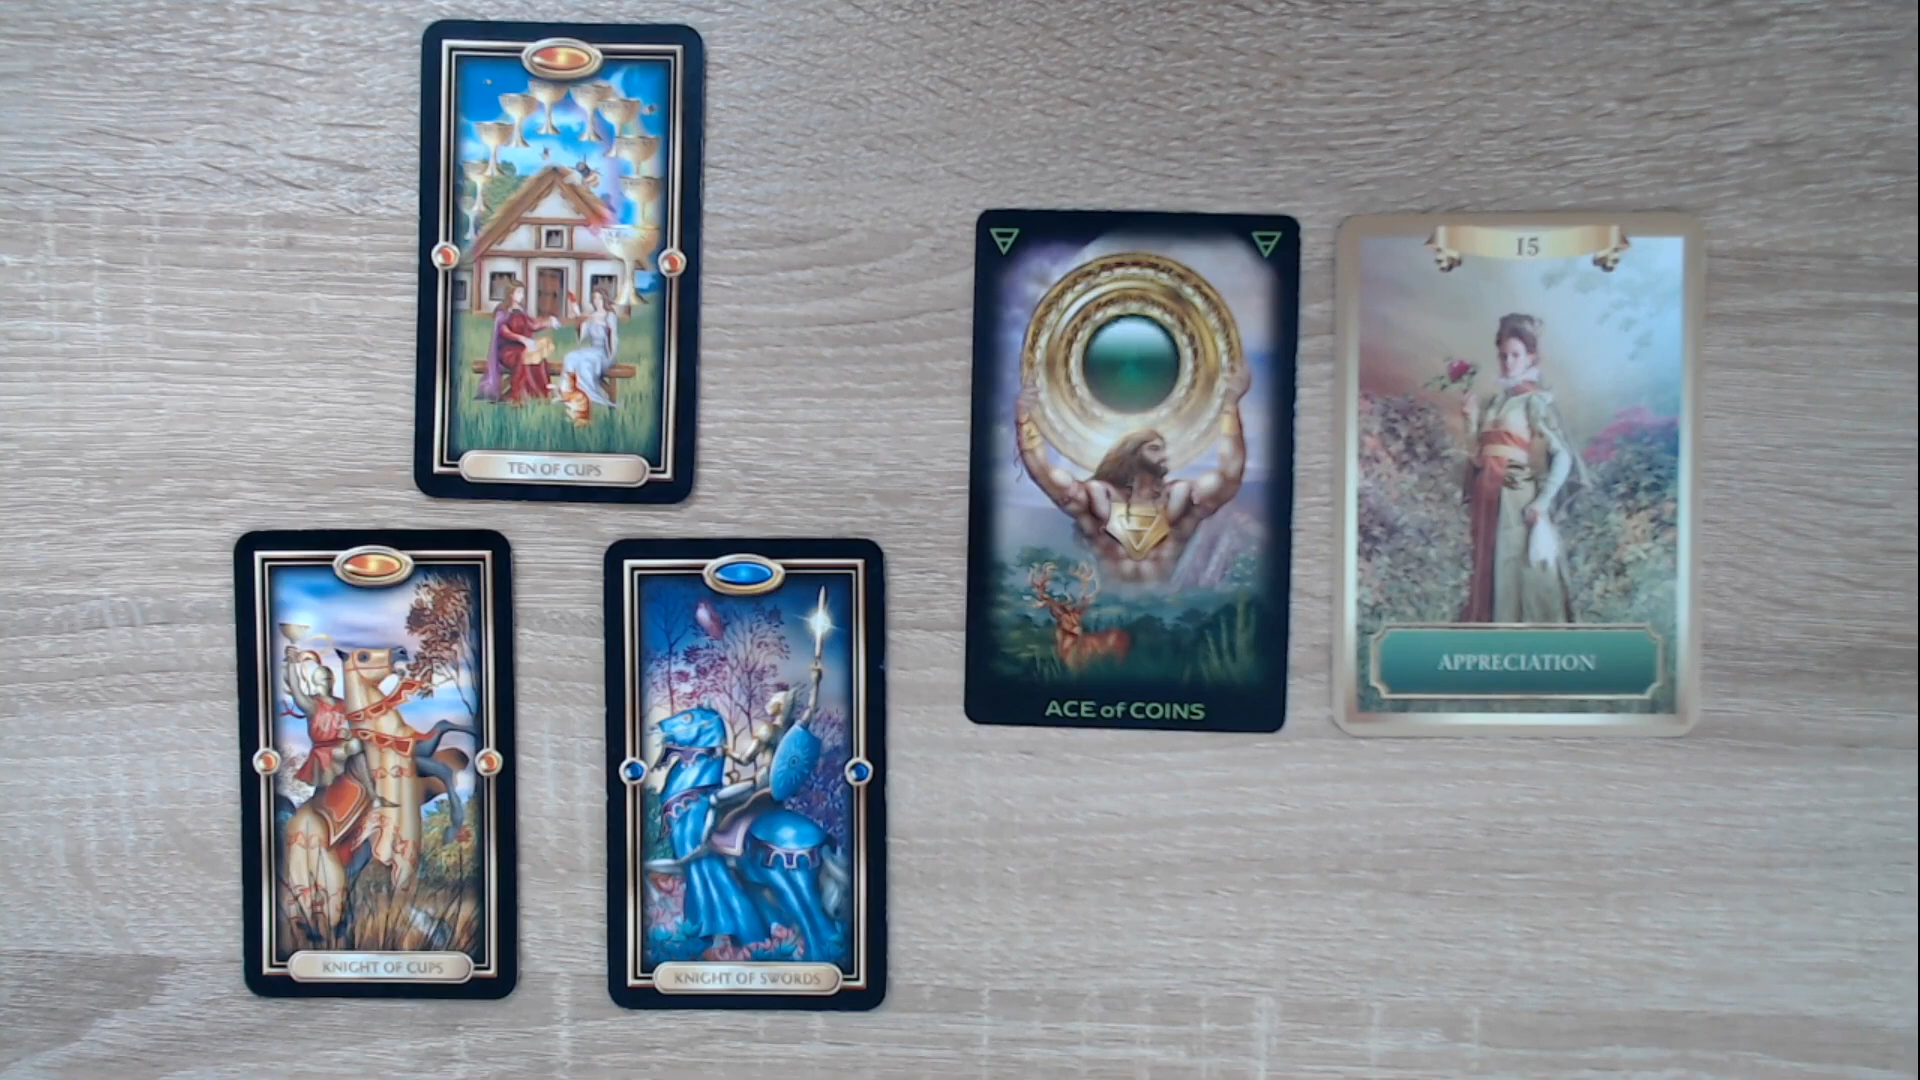 TEN OF CUPS
KNIGHT OF CUPS
KNIGHT OF SWORDS
ACE of COINS
15
APPRECIATION